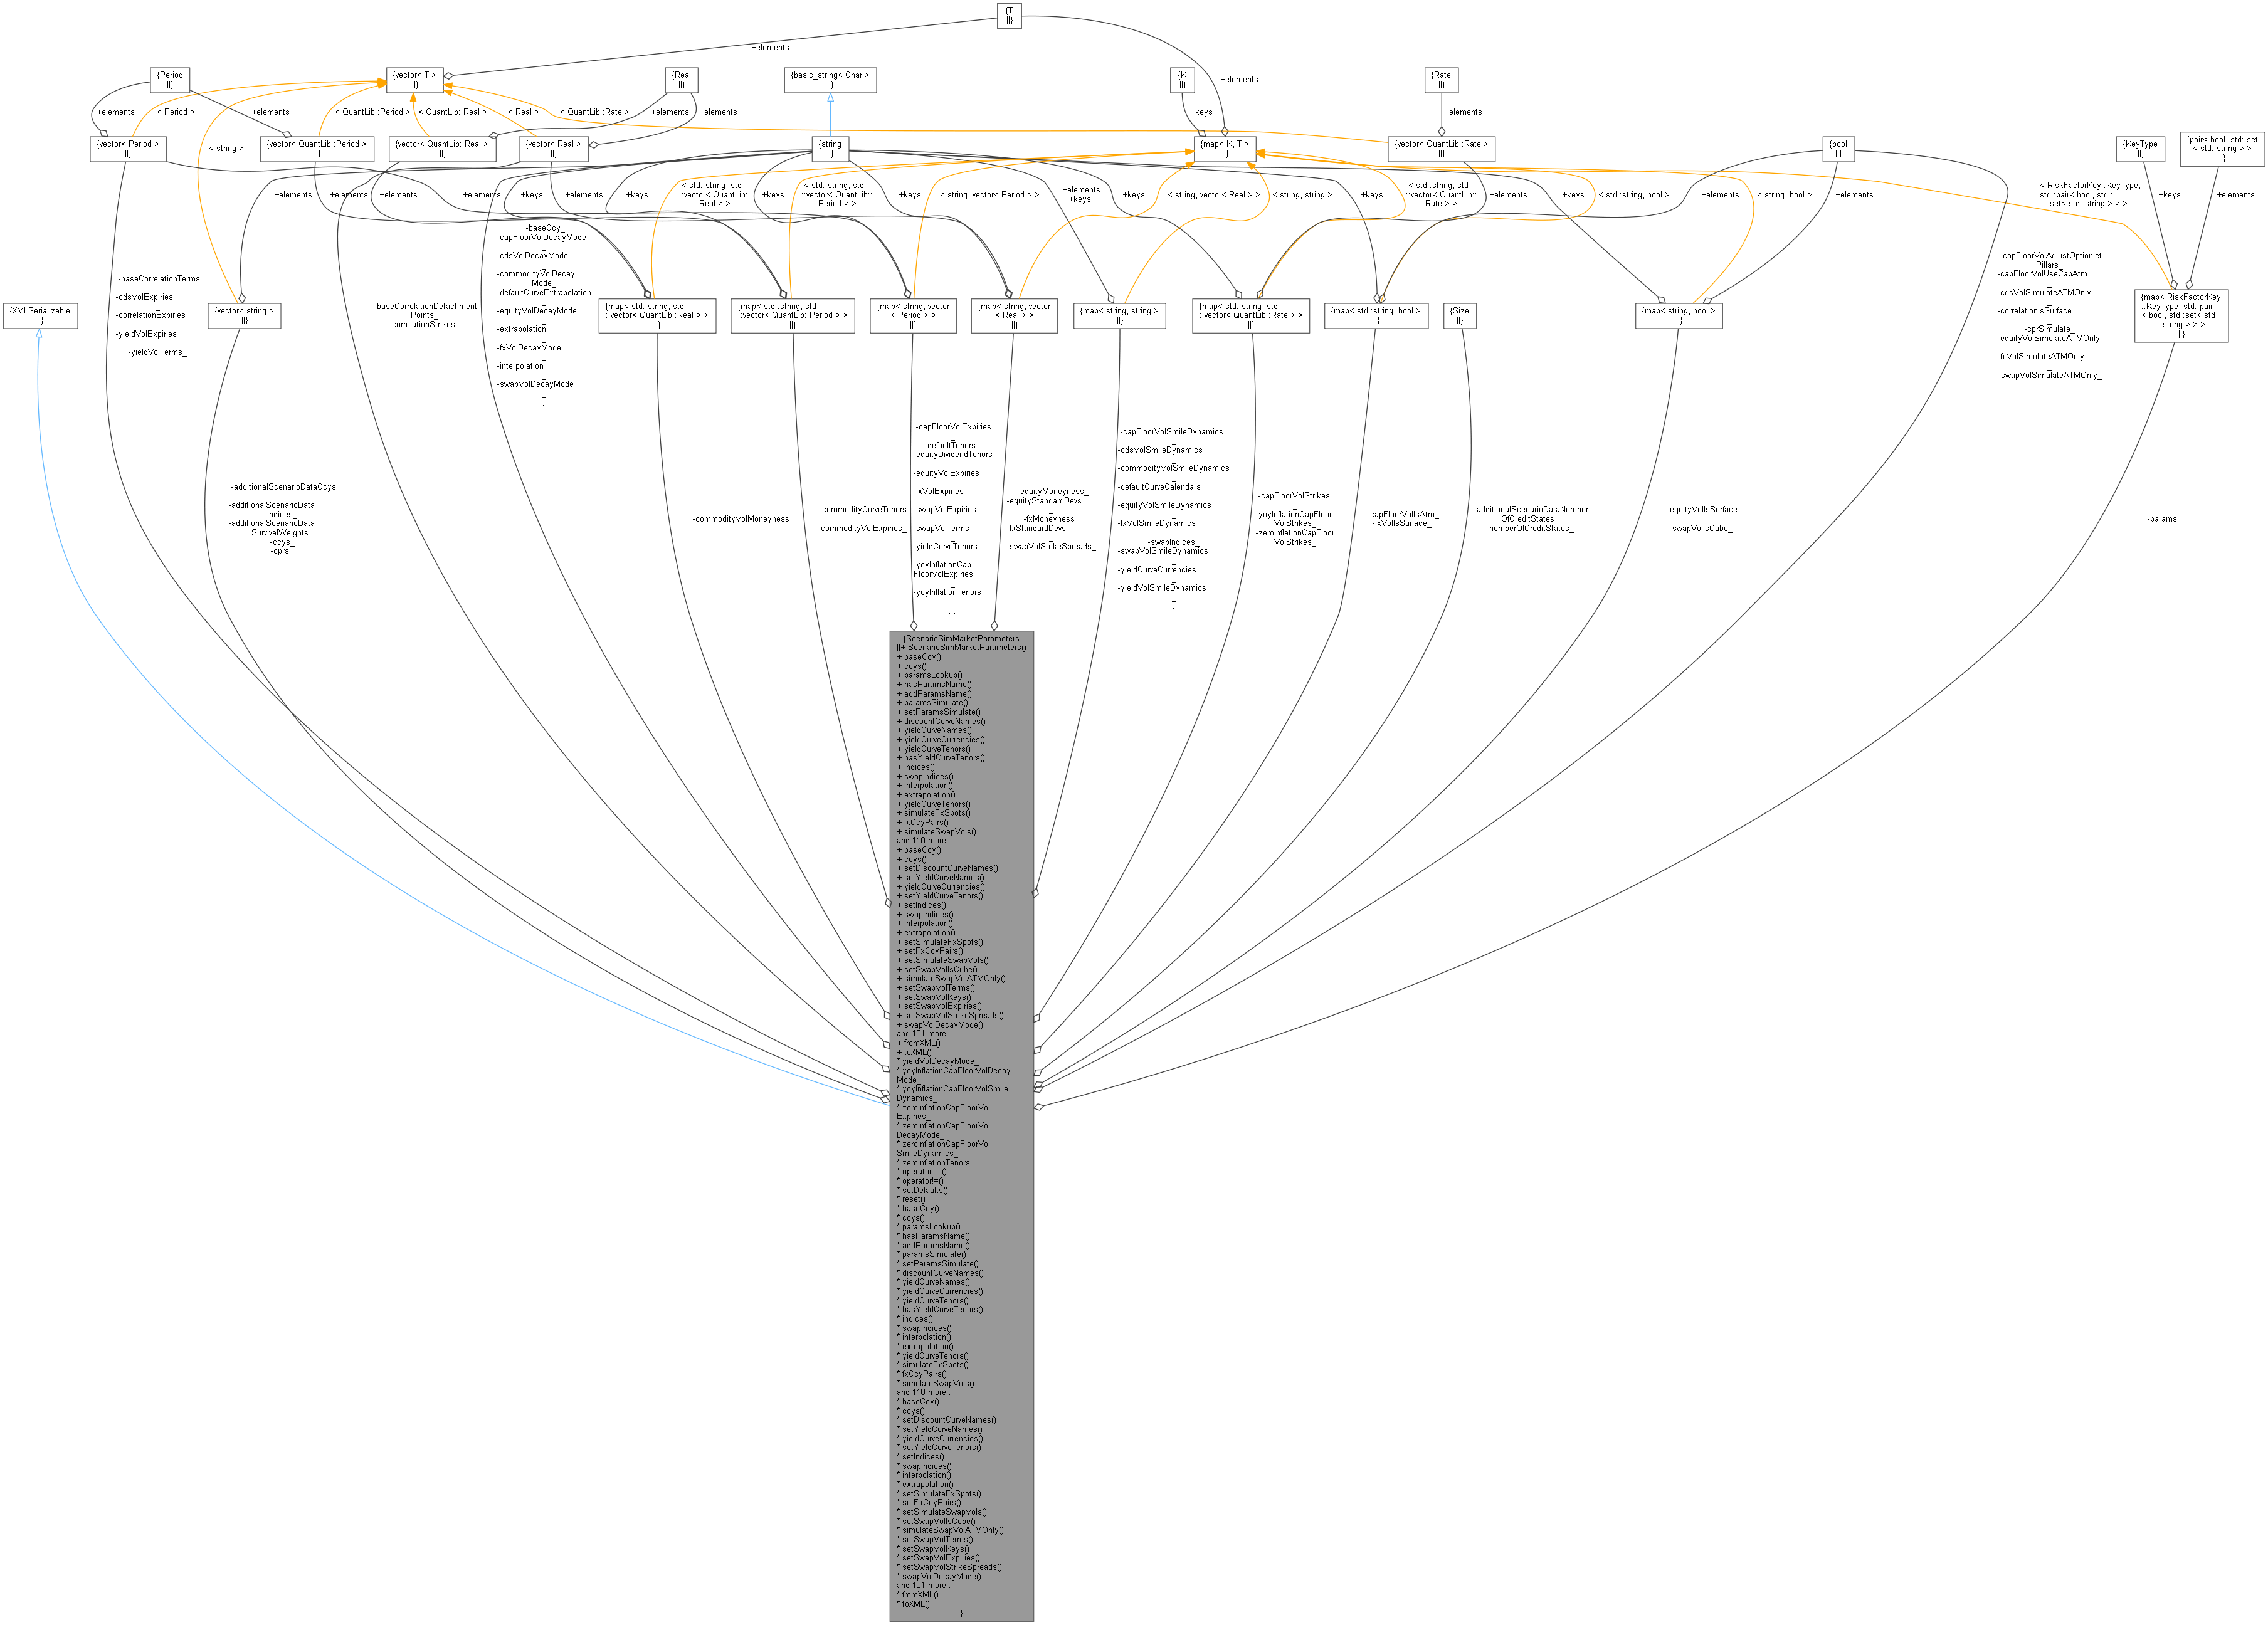 {T
||}
+elements
{Period
||}
{vector< T >
||}
{Real
||}
{basic_string< Char >
||}
{K
||}
+elements
{Rate
||}
+elements
< Period >
+elements
< QuantLib::Period >
< QuantLib::Real >
+elements
< Real >
+elements
< QuantLib::Rate >
+keys
+elements
{vector< Period >
||}
< string >
{vector< QuantLib::Period >
||}
{vector< QuantLib::Real >
||}
{vector< Real >
||}
{string
||}
{map< K, T >
||}
{vector< QuantLib::Rate >
||}
{bool
||}
{KeyType
||}
{pair< bool, std::set
< std::string > >
||}
+elements
+elements
+elements
+keys
+elements
+keys
< std::string, std
::vector< QuantLib::
Real > >
+keys
< std::string, std
::vector< QuantLib::
Period > >
+keys
< string, vector< Period > >
+elements
+keys
+keys
< string, vector< Real > >
< string, string >
+keys
< std::string, std
::vector< QuantLib::
Rate > >
+elements
+keys
< std::string, bool >
+elements
< string, bool >
+elements
< RiskFactorKey::KeyType,
std::pair< bool, std::
set< std::string > > >
+keys
+elements
-baseCorrelationTerms
_
-cdsVolExpiries
_
-correlationExpiries
_
-yieldVolExpiries
_
-yieldVolTerms_
-baseCcy_
-capFloorVolDecayMode
_
-cdsVolDecayMode
_
-commodityVolDecay
Mode_
-defaultCurveExtrapolation
_
-equityVolDecayMode
_
-extrapolation
_
-fxVolDecayMode
_
-interpolation
_
-swapVolDecayMode
_
...
-capFloorVolAdjustOptionlet
Pillars_
-capFloorVolUseCapAtm
_
-cdsVolSimulateATMOnly
_
-correlationIsSurface
_
-cprSimulate_
-equityVolSimulateATMOnly
_
-fxVolSimulateATMOnly
_
-swapVolSimulateATMOnly_
{XMLSerializable
||}
{vector< string >
||}
-baseCorrelationDetachment
Points_
-correlationStrikes_
{map< std::string, std
::vector< QuantLib::Real > >
||}
{map< std::string, std
::vector< QuantLib::Period > >
||}
{map< string, vector
< Period > >
||}
{map< string, vector
< Real > >
||}
{map< string, string >
||}
{map< std::string, std
::vector< QuantLib::Rate > >
||}
{map< std::string, bool >
||}
{Size
||}
{map< string, bool >
||}
{map< RiskFactorKey
::KeyType, std::pair
< bool, std::set< std
::string > > >
||}
-additionalScenarioDataCcys
_
-additionalScenarioData
Indices_
-additionalScenarioData
SurvivalWeights_
-ccys_
-cprs_
-commodityVolMoneyness_
-commodityCurveTenors
_
-commodityVolExpiries_
-capFloorVolExpiries
_
-defaultTenors_
-equityDividendTenors
_
-equityVolExpiries
_
-fxVolExpiries
_
-swapVolExpiries
_
-swapVolTerms
_
-yieldCurveTenors
_
-yoyInflationCap
FloorVolExpiries
_
-yoyInflationTenors
_
...
-equityMoneyness_
-equityStandardDevs
_
-fxMoneyness_
-fxStandardDevs
_
-swapVolStrikeSpreads_
-capFloorVolSmileDynamics
_
-cdsVolSmileDynamics
_
-commodityVolSmileDynamics
_
-defaultCurveCalendars
_
-equityVolSmileDynamics
_
-fxVolSmileDynamics
_
-swapIndices_
-swapVolSmileDynamics
_
-yieldCurveCurrencies
_
-yieldVolSmileDynamics
_
...
-capFloorVolStrikes
_
-yoyInflationCapFloor
VolStrikes_
-zeroInflationCapFloor
VolStrikes_
-capFloorVolIsAtm_
-fxVolIsSurface_
-additionalScenarioDataNumber
OfCreditStates_
-numberOfCreditStates_
-equityVolIsSurface
_
-swapVolIsCube_
-params_
{ScenarioSimMarketParameters
||+ ScenarioSimMarketParameters()
+ baseCcy()
+ ccys()
+ paramsLookup()
+ hasParamsName()
+ addParamsName()
+ paramsSimulate()
+ setParamsSimulate()
+ discountCurveNames()
+ yieldCurveNames()
+ yieldCurveCurrencies()
+ yieldCurveTenors()
+ hasYieldCurveTenors()
+ indices()
+ swapIndices()
+ interpolation()
+ extrapolation()
+ yieldCurveTenors()
+ simulateFxSpots()
+ fxCcyPairs()
+ simulateSwapVols()
and 110 more...
+ baseCcy()
+ ccys()
+ setDiscountCurveNames()
+ setYieldCurveNames()
+ yieldCurveCurrencies()
+ setYieldCurveTenors()
+ setIndices()
+ swapIndices()
+ interpolation()
+ extrapolation()
+ setSimulateFxSpots()
+ setFxCcyPairs()
+ setSimulateSwapVols()
+ setSwapVolIsCube()
+ simulateSwapVolATMOnly()
+ setSwapVolTerms()
+ setSwapVolKeys()
+ setSwapVolExpiries()
+ setSwapVolStrikeSpreads()
+ swapVolDecayMode()
and 101 more...
+ fromXML()
+ toXML()
* yieldVolDecayMode_
* yoyInflationCapFloorVolDecay
Mode_
* yoyInflationCapFloorVolSmile
Dynamics_
* zeroInflationCapFloorVol
Expiries_
* zeroInflationCapFloorVol
DecayMode_
* zeroInflationCapFloorVol
SmileDynamics_
* zeroInflationTenors_
* operator==()
* operator!=()
* setDefaults()
* reset()
* baseCcy()
* ccys()
* paramsLookup()
* hasParamsName()
* addParamsName()
* paramsSimulate()
* setParamsSimulate()
* discountCurveNames()
* yieldCurveNames()
* yieldCurveCurrencies()
* yieldCurveTenors()
* hasYieldCurveTenors()
* indices()
* swapIndices()
* interpolation()
* extrapolation()
* yieldCurveTenors()
* simulateFxSpots()
* fxCcyPairs()
* simulateSwapVols()
and 110 more...
* baseCcy()
* ccys()
* setDiscountCurveNames()
* setYieldCurveNames()
* yieldCurveCurrencies()
* setYieldCurveTenors()
* setIndices()
* swapIndices()
* interpolation()
* extrapolation()
* setSimulateFxSpots()
* setFxCcyPairs()
* setSimulateSwapVols()
* setSwapVolIsCube()
* simulateSwapVolATMOnly()
* setSwapVolTerms()
* setSwapVolKeys()
* setSwapVolExpiries()
* setSwapVolStrikeSpreads()
* swapVolDecayMode()
and 101 more...
* fromXML()
* toXML()
}